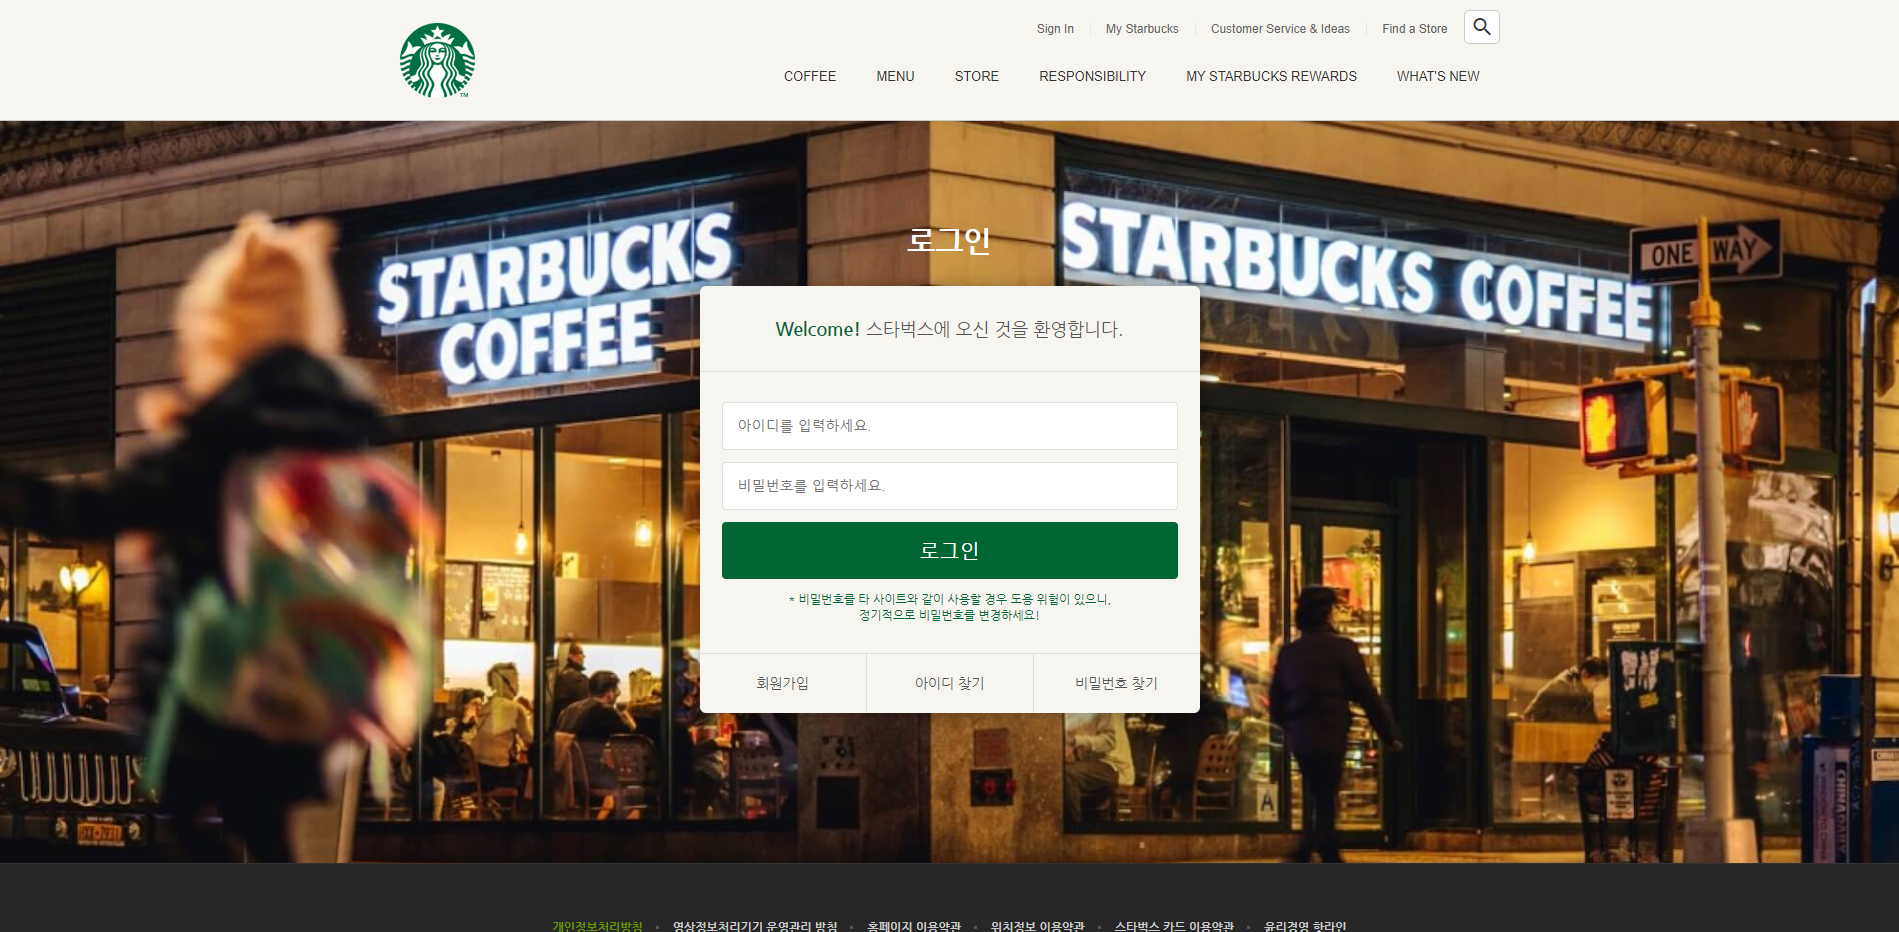 Sign In
My Starbucks
Customer Service & Ideas
Find a Store
TM
COFFEE
MENU
STORE
RESPONSIBILITY
MY STARBUCKS REWARDS
WHAT'S NEW
STARBUCKS
COFFEE
STARBUCKS COFFEE
ONE WAY
로그인
Welcome! 스타벅스에 오신 것을 환영합니다.
아이디를 입력하세요.
비밀번호를 입력하세요.
로그인
* 비밀번호를 타 사이트와 같이 사용할 경우 도용 위험이 있으니,
정기적으로 비밀번호를 변경하세요!
회원가입
아이디 찾기
비밀번호 찾기
A
개인정보처리방침
영상정보처리기기 운영관리 방침
홈페이지 이용약관
위치정보 이용약관
스타벅스 카드 이용약관
윤리경영 핫라인